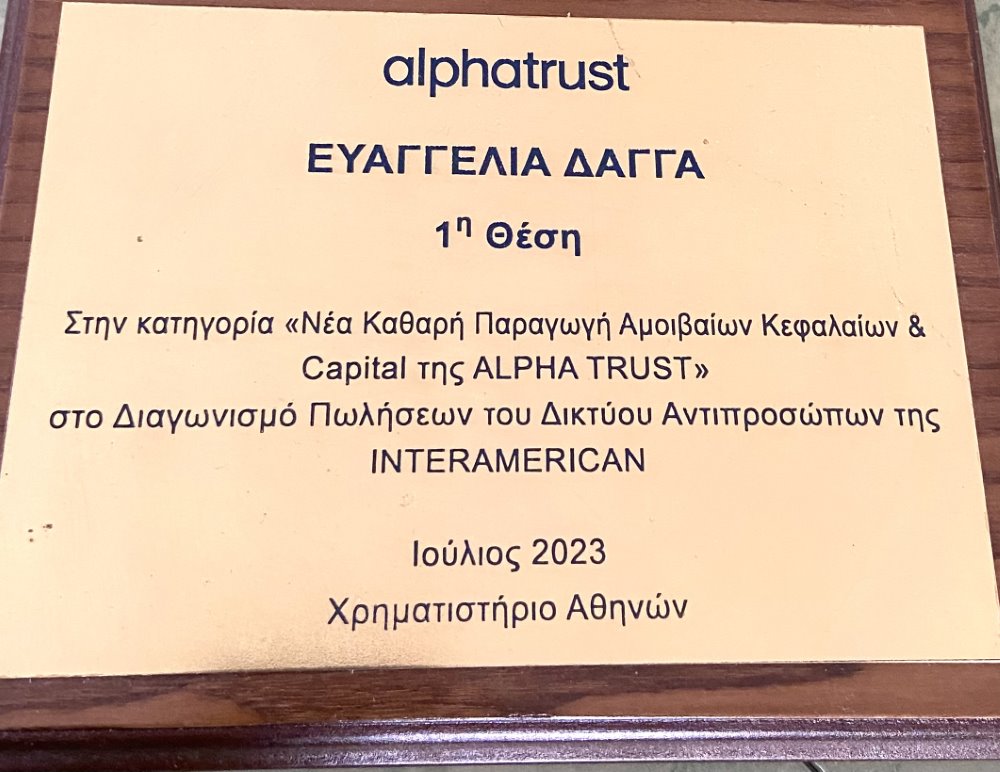 alphatrust
ΕΥΑΓΓΕΛΙΑ ΔΑΓΓΑ
1η Θέση
Στην κατηγορία «Νέα Καθαρή Παραγωγή Αμοιβαίων Κεφαλαίων &
Capital της ALPHA TRUST»
στο Διαγωνισμό Πωλήσεων του Δικτύου Αντιπροσώπων της
INTERAMERICAN
Ιούλιος 2023
Χρηματιστήριο Αθηνών